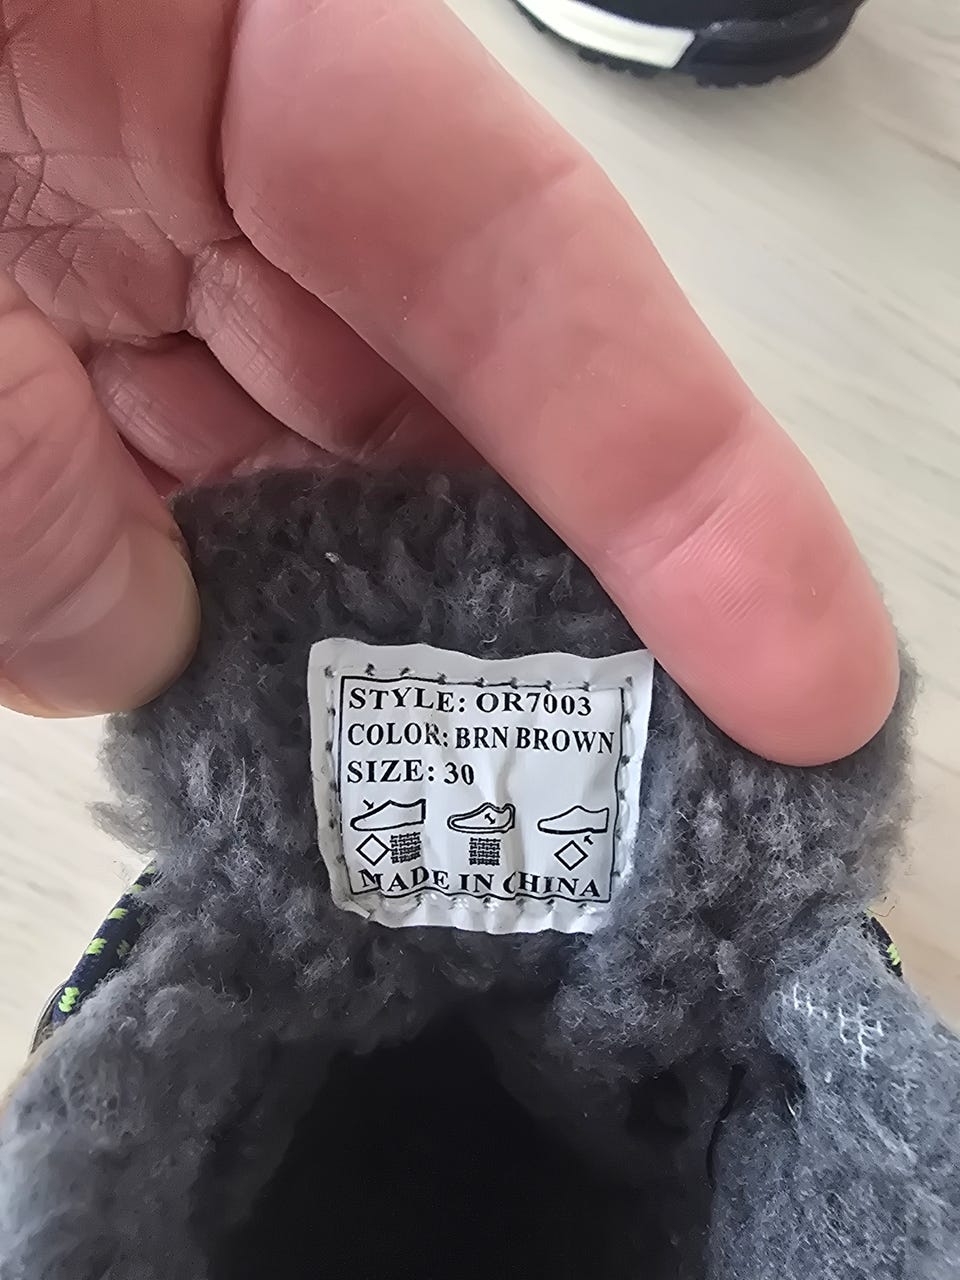 STYLE: OR7003
COLOR: BRN BROWN
SIZE: 30
MADE IN CHINA